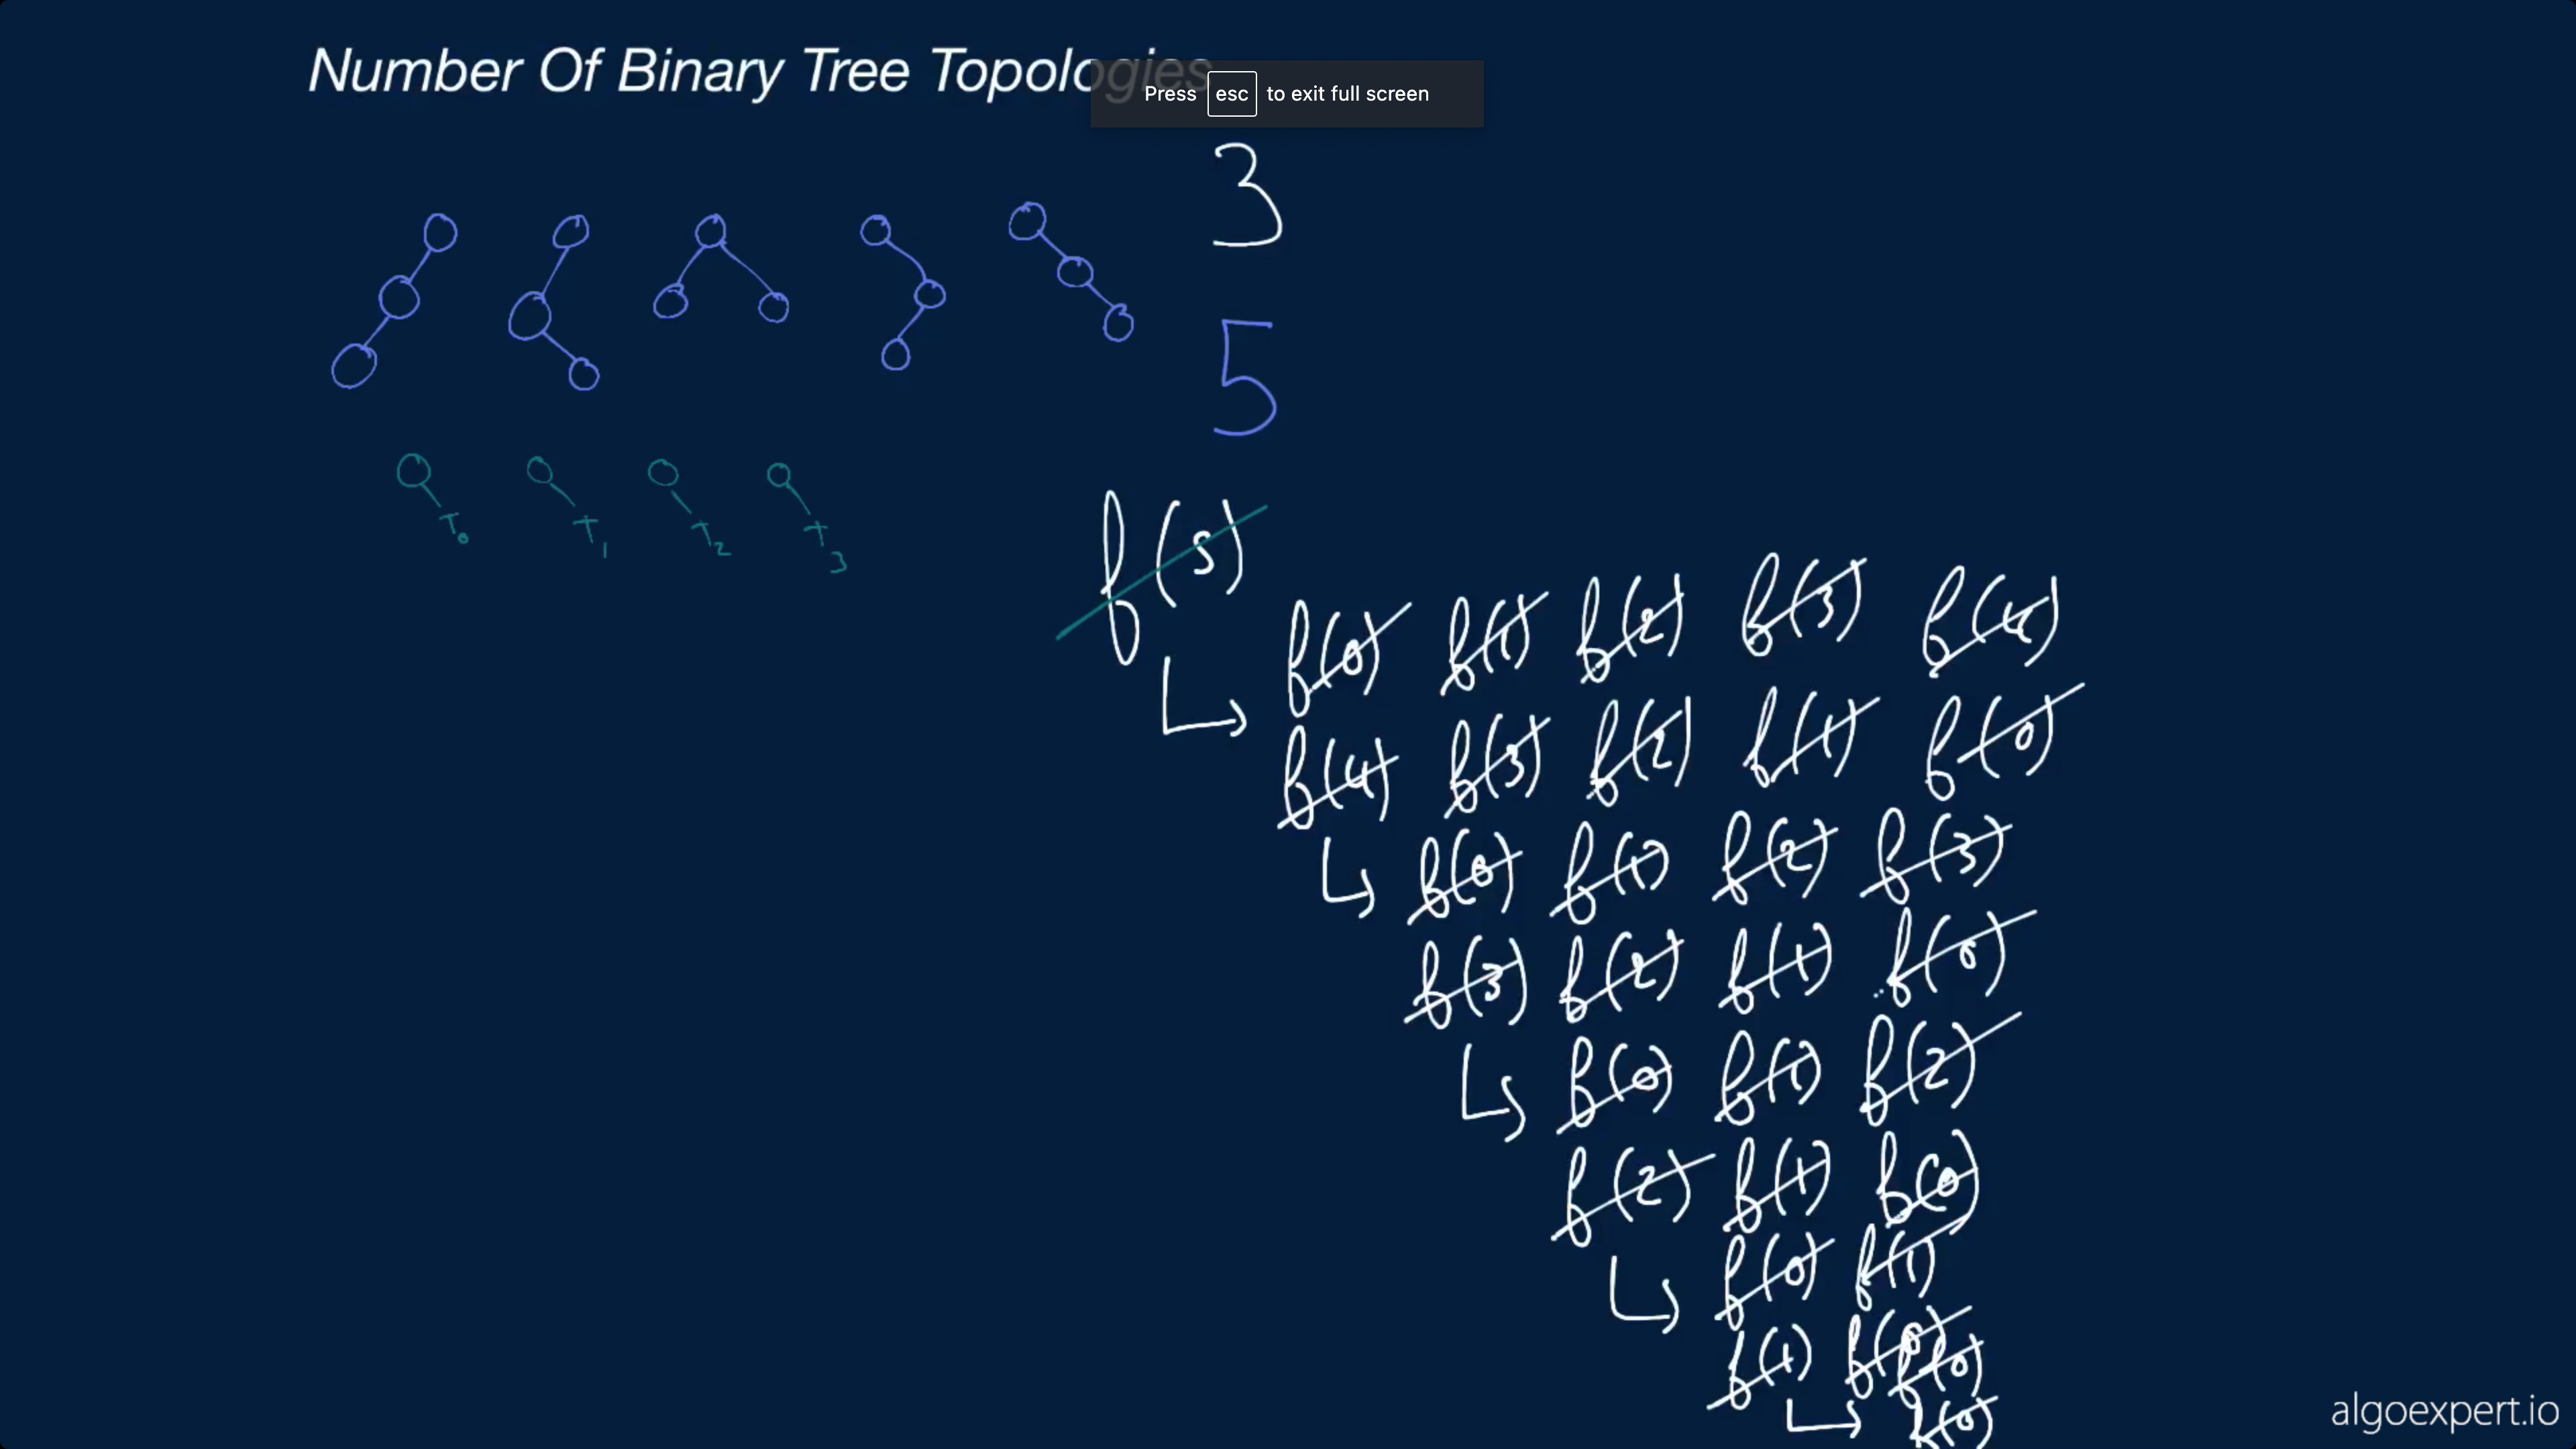 Number Of Binary Tree Topologies
Press esc to exit full screen
3
5
T0 T1 T2 T3
f(5)
f(0) f(1) f(2) f(3) f(4)
f(4) f(3) f(2) f(1) f(0)
f(0) f(1) f(2) f(3)
f(3) f(2) f(1) f(0)
f(0) f(1) f(2)
f(2) f(1) f(0)
f(0) f(1)
f(1) f(0)
f(0)
f(0)
algoexpert.io